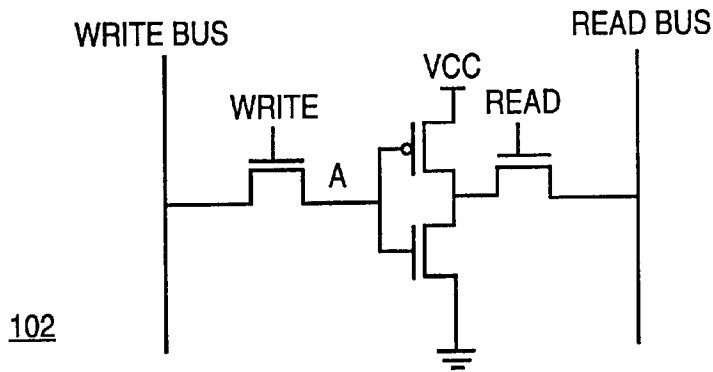 WRITE BUS
READ BUS
VCC
WRITE
READ
A
102